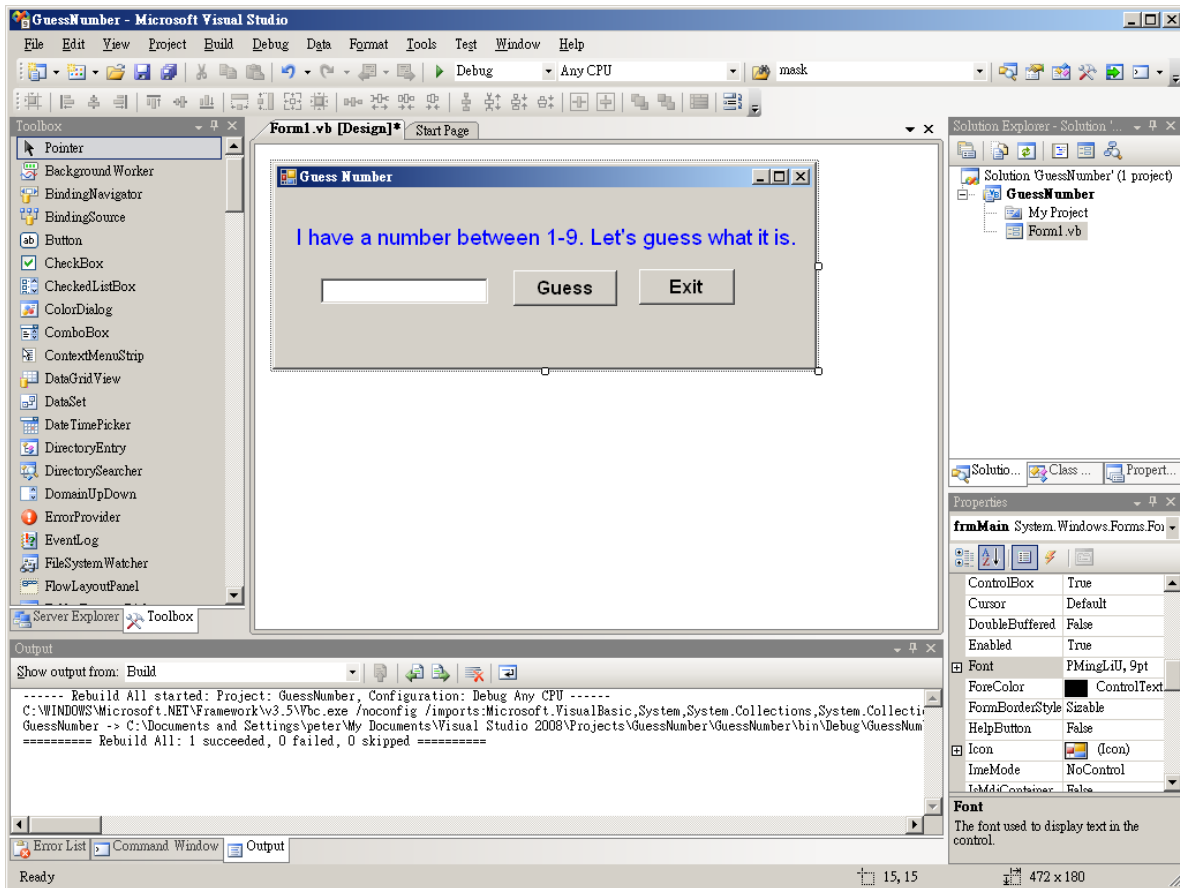 GuessNumber - Microsoft Visual Studio
File Edit View Project Build Debug Data Format Tools Test Window Help
Debug Any CPU mask
Toolbox
Pointer
Background Worker
BindingNavigator
BindingSource
ab Button
CheckBox
CheckedListBox
ColorDialog
ComboBox
ContextMenuStrip
DataGridView
DataSet
DateTimePicker
DirectoryEntry
DirectorySearcher
DomainUpDown
ErrorProvider
EventLog
FileSystemWatcher
FlowLayoutPanel
Server Explorer Toolbox
Form1.vb [Design]* Start Page
Guess Number
I have a number between 1-9. Let's guess what it is.
Guess Exit
Solution Explorer - Solution '...
Solution 'GuessNumber' (1 project)
GuessNumber
My Project
Form1.vb
Solutio... Class ... Propert...
Properties
frmMain System.Windows.Forms.For
ControlBox True
Cursor Default
DoubleBuffered False
Enabled True
Font PMingLiU, 9pt
ForeColor ControlText
FormBorderStyle Sizable
HelpButton False
Icon (Icon)
ImeMode NoControl
IsMdiContainer False
Font
The font used to display text in the
control.
Output
Show output from: Build
------ Rebuild All started: Project: GuessNumber, Configuration: Debug Any CPU ------
C:\WINDOWS\Microsoft.NET\Framework\v3.5\Vbc.exe /noconfig /imports:Microsoft.VisualBasic,System,System.Collections,System.Collecti
GuessNumber -> C:\Documents and Settings\peter\My Documents\Visual Studio 2008\Projects\GuessNumber\GuessNumber\bin\Debug\GuessNum
========== Rebuild All: 1 succeeded, 0 failed, 0 skipped ==========
Error List Command Window Output
Ready 15, 15 472 x 180